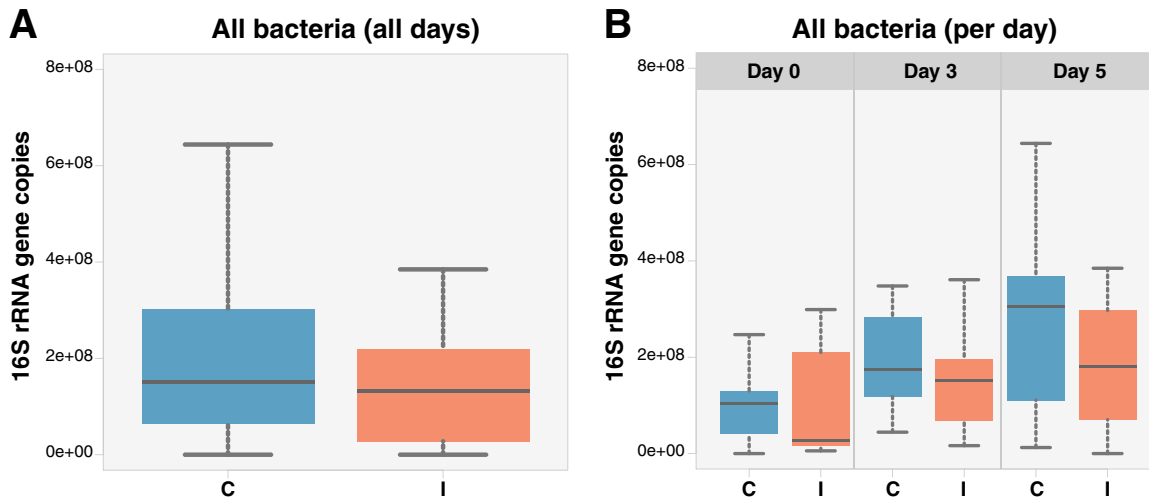 A
All bacteria (all days)
16S rRNA gene copies
8e+08
6e+08
4e+08
2e+08
0e+00
C I
B
All bacteria (per day)
Day 0 Day 3 Day 5
16S rRNA gene copies
8e+08
6e+08
4e+08
2e+08
0e+00
C I C I C I